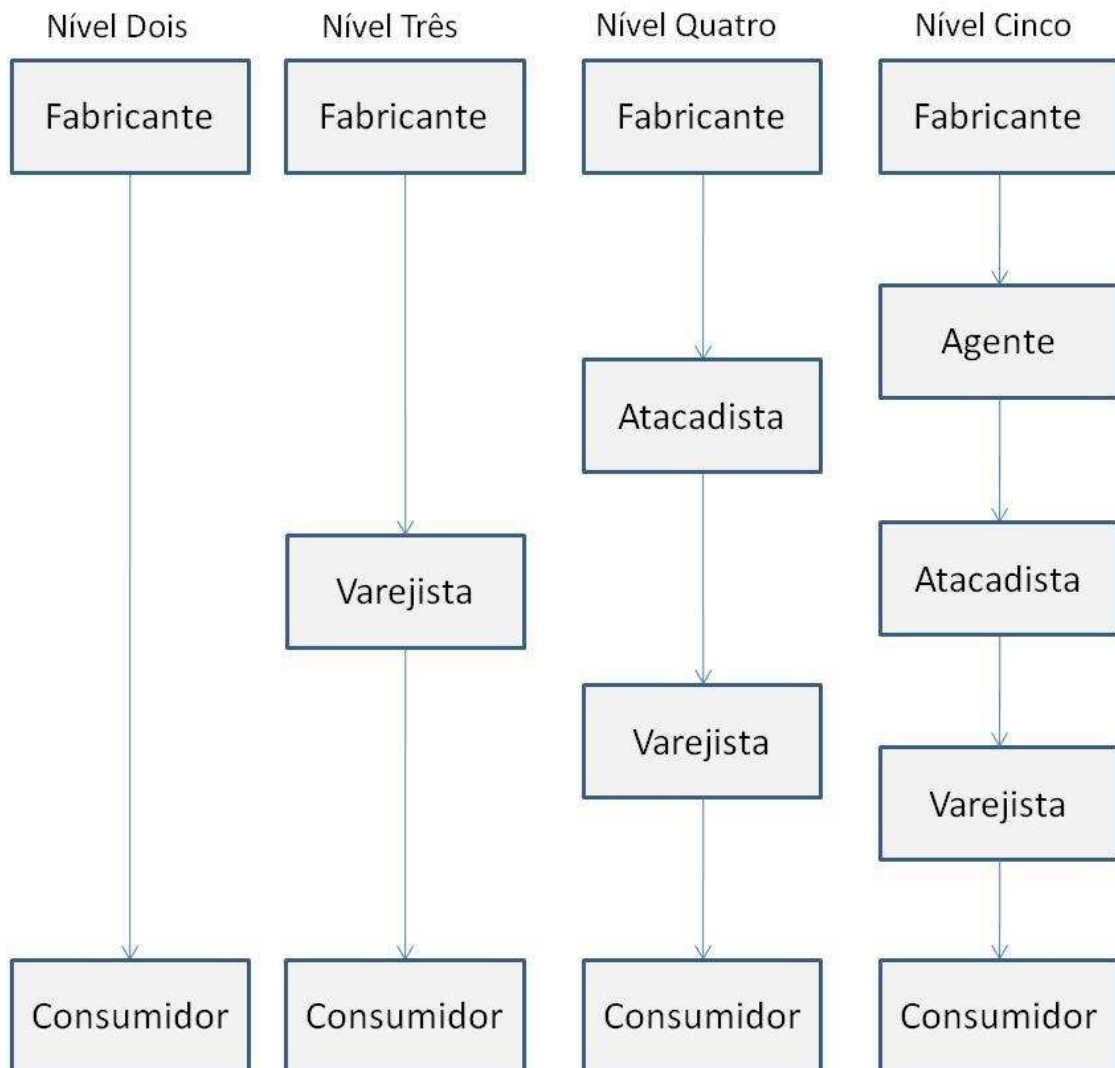 Nível Dois
Nível Três
Nível Quatro
Nível Cinco
Fabricante
Fabricante
Fabricante
Fabricante
Agente
Atacadista
Atacadista
Varejista
Varejista
Varejista
Consumidor
Consumidor
Consumidor
Consumidor